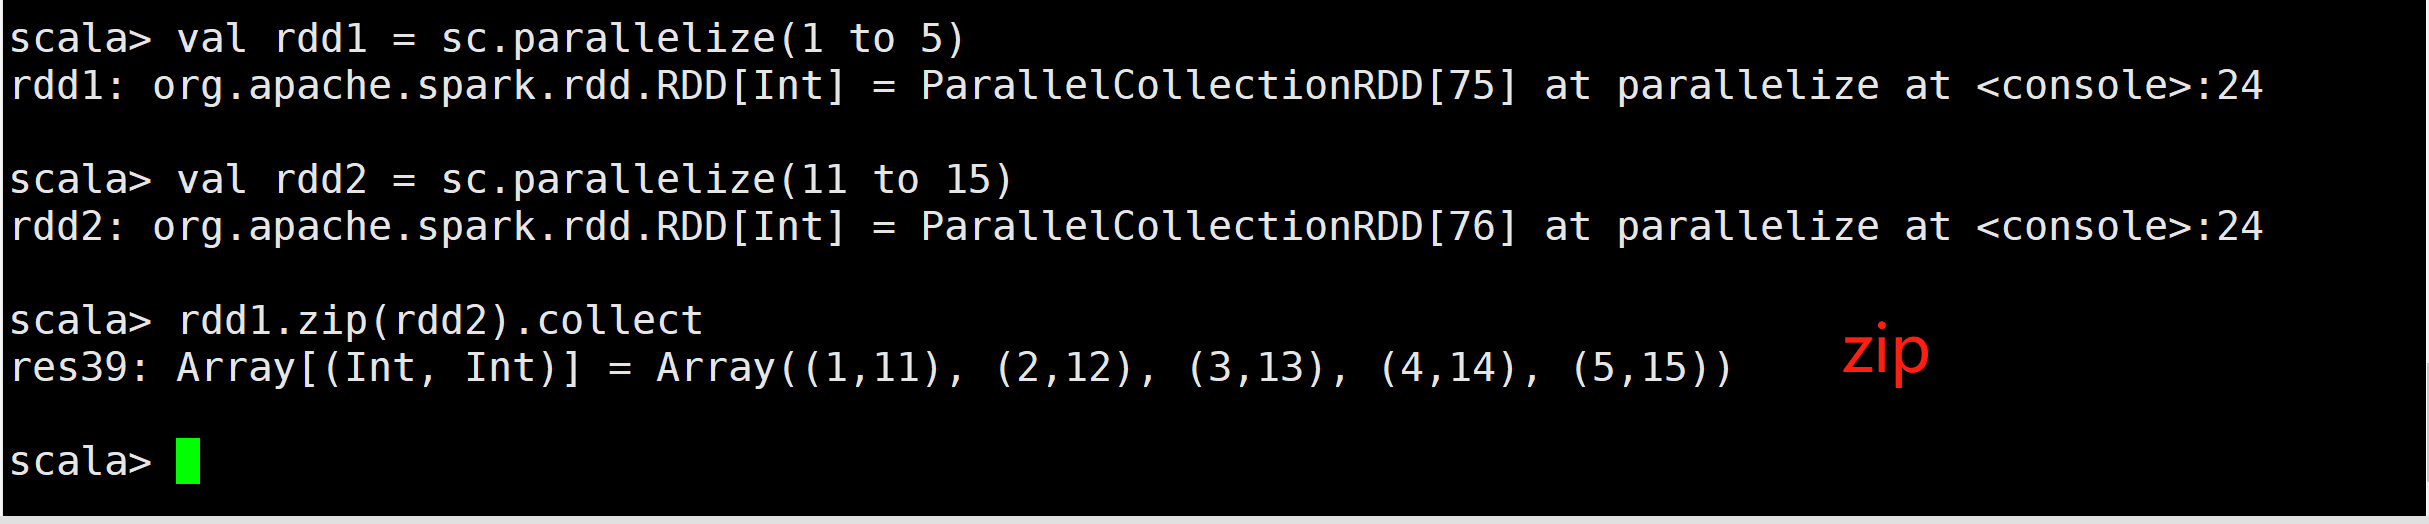 scala> val rdd1 = sc.parallelize(1 to 5)
rdd1: org.apache.spark.rdd.RDD[Int] = ParallelCollectionRDD[75] at parallelize at <console>:24
scala> val rdd2 = sc.parallelize(11 to 15)
rdd2: org.apache.spark.rdd.RDD[Int] = ParallelCollectionRDD[76] at parallelize at <console>:24
scala> rdd1.zip(rdd2).collect
res39: Array[(Int, Int)] = Array((1,11), (2,12), (3,13), (4,14), (5,15))
zip
scala>